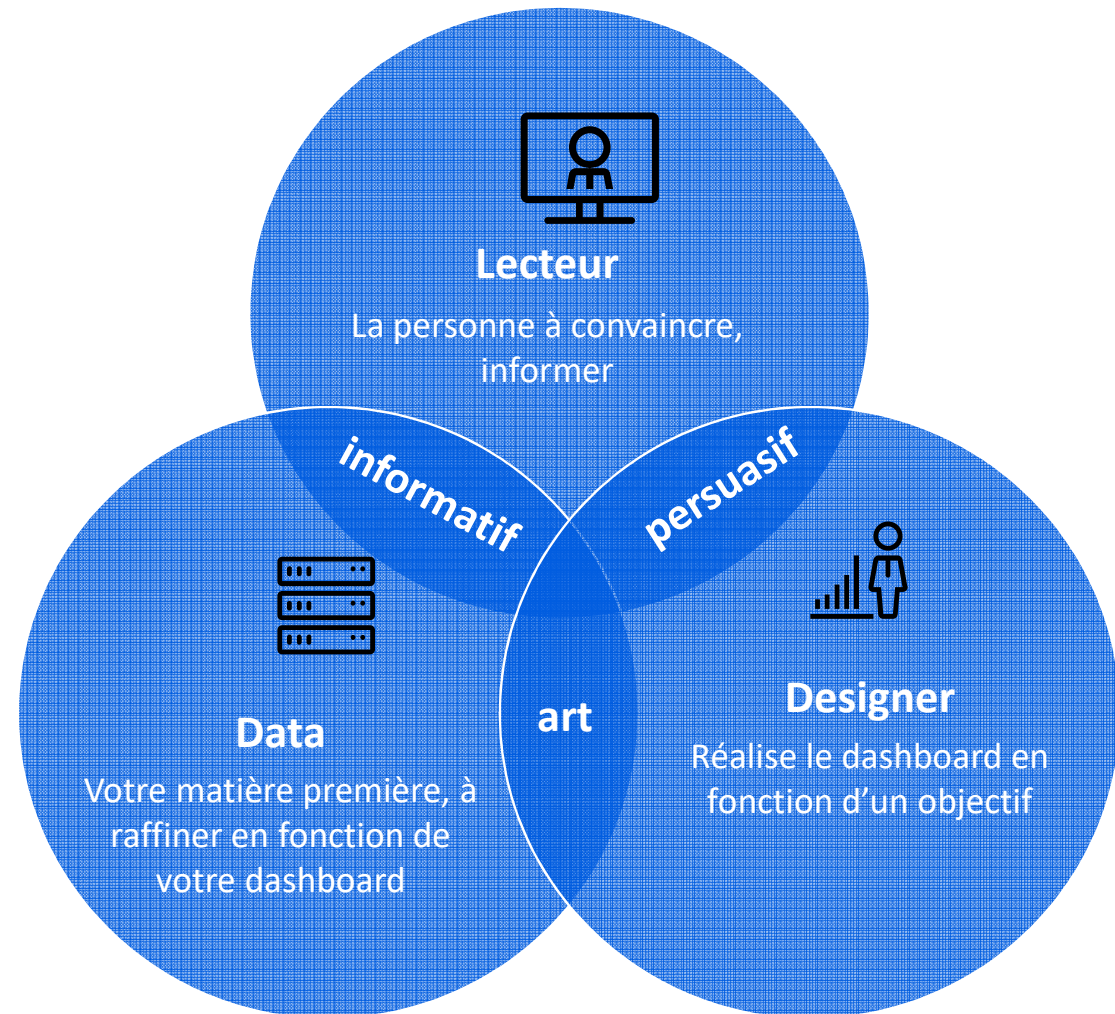 Lecteur
La personne à convaincre,
informer
informatif
persuasif
art
Data
Votre matière première, à
raffiner en fonction de
votre dashboard
Designer
Réalise le dashboard en
fonction d’un objectif